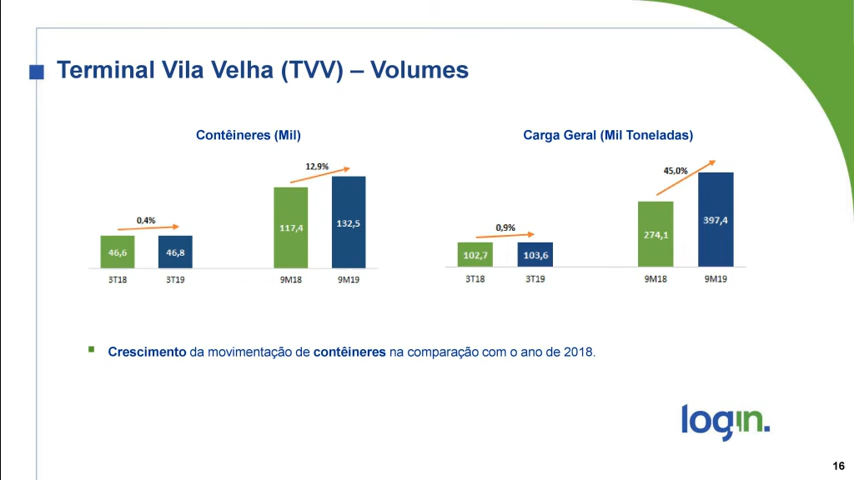 Terminal Vila Velha (TVV) – Volumes
Contêineres (Mil)
12,9%
0,4%
46,6
46,8
117,4
132,5
3T18
3T19
9M18
9M19
Carga Geral (Mil Toneladas)
45,0%
0,9%
102,7
103,6
274,1
397,4
3T18
3T19
9M18
9M19
Crescimento da movimentação de contêineres na comparação com o ano de 2018.
login.
16